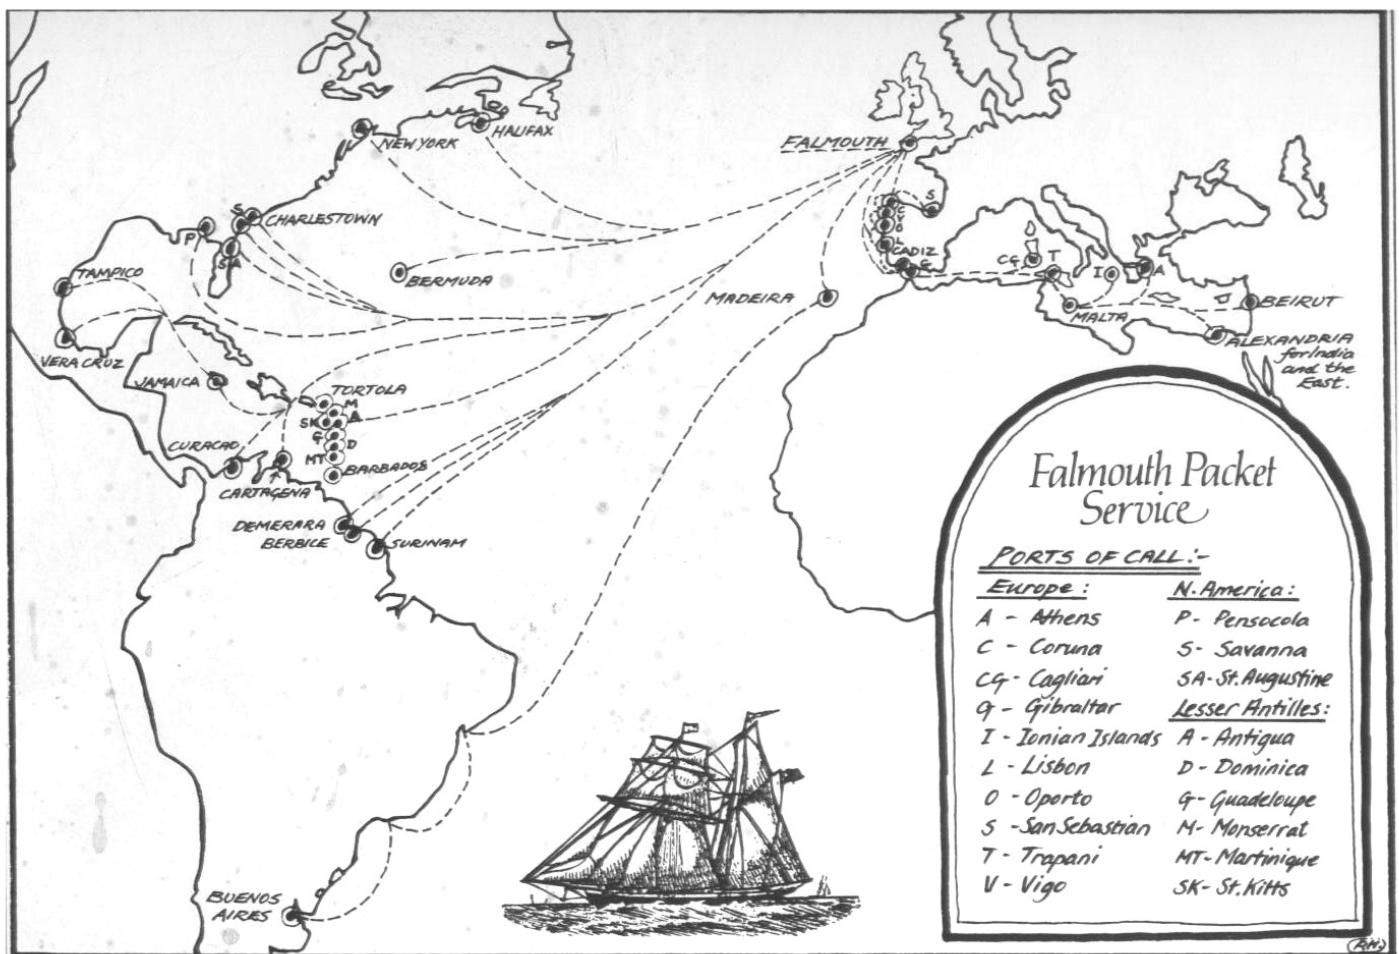 HALIFAX
NEW YORK
FALMOUTH
S
CHARLESTOWN
P
SA
TAMPICO
BERMUDA
MADEIRA
VERA CRUZ
JAMAICA
TORTOLA
M
A
SK
G
D
MT
CURACAO
BARBADOS
CARTAGENA
DEMERARA
BERBICE
SURINAM
BUENOS
AIRES
S
C
V
O
L
CADIZ
G
CG
T
I
A
MALTA
BEIRUT
ALEXANDRIA
for India
and the
East.
Falmouth Packet
Service
PORTS OF CALL:-
Europe:
A - Athens
C - Coruna
CG - Cagliari
G - Gibraltar
I - Ionian Islands
L - Lisbon
O - Oporto
S - San Sebastian
T - Trapani
V - Vigo
N. America:
P - Pensocola
S - Savanna
SA - St. Augustine
Lesser Antilles:
A - Antigua
D - Dominica
G - Guadeloupe
M - Monserrat
MT - Martinique
SK - St. Kitts